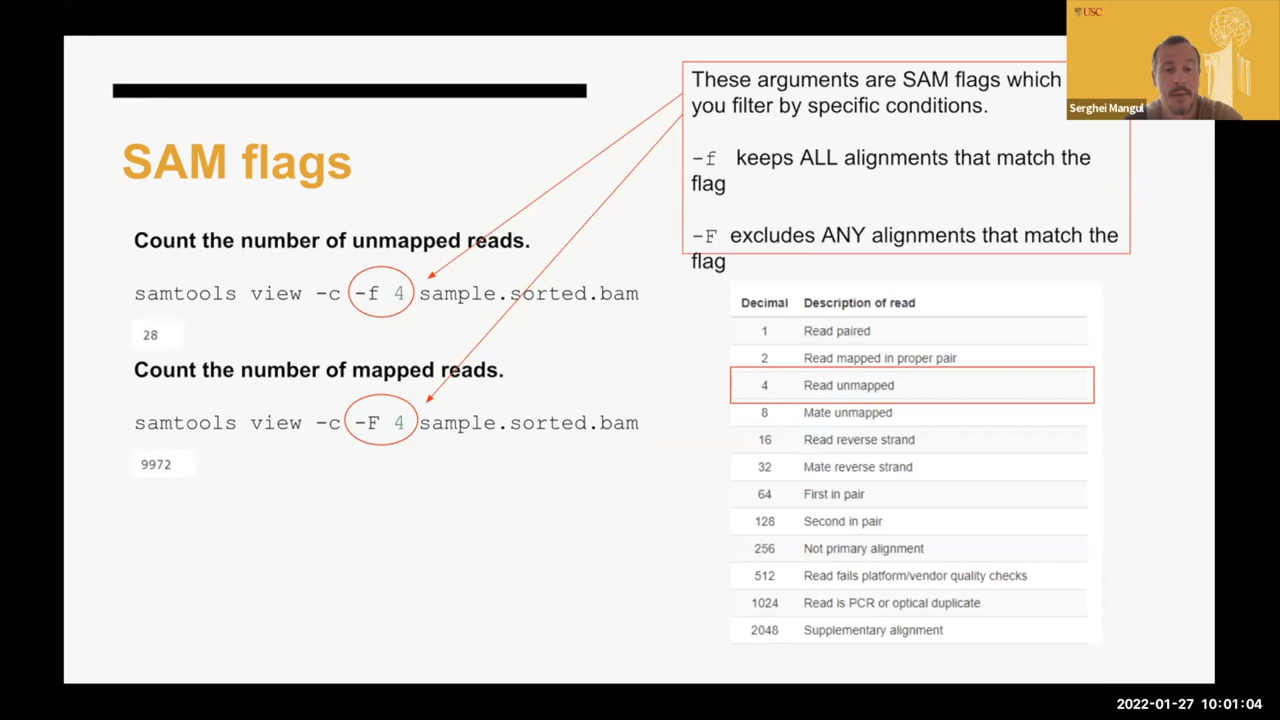 USC
Serghei Mangul
These arguments are SAM flags which
you filter by specific conditions.
-f keeps ALL alignments that match the
flag
-F excludes ANY alignments that match the
flag
SAM flags
Count the number of unmapped reads.
samtools view -c -f 4 sample.sorted.bam
28
Count the number of mapped reads.
samtools view -c -F 4 sample.sorted.bam
9972
Decimal Description of read
1 Read paired
2 Read mapped in proper pair
4 Read unmapped
8 Mate unmapped
16 Read reverse strand
32 Mate reverse strand
64 First in pair
128 Second in pair
256 Not primary alignment
512 Read fails platform/vendor quality checks
1024 Read is PCR or optical duplicate
2048 Supplementary alignment
2022-01-27 10:01:04